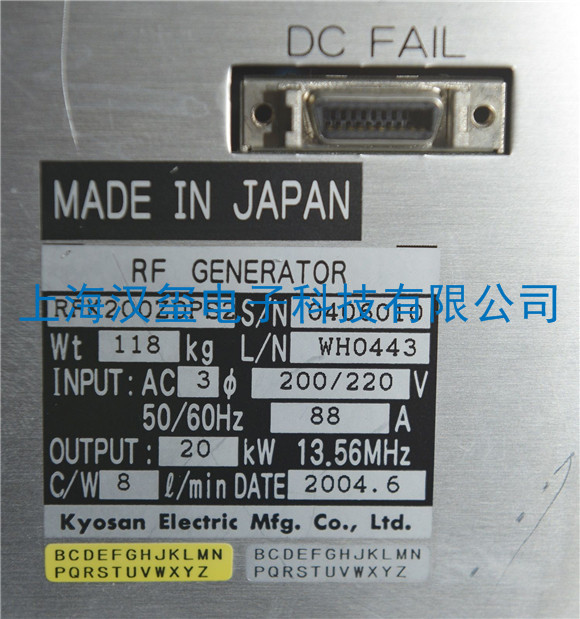 DC FAIL
MADE IN JAPAN
RF GENERATOR
S/N 0403010
上海汉玺电子科技有限公司
Wt 118 kg L/N WH0443
INPUT: AC 3 ϕ 200/220 V
50/60Hz 88 A
OUTPUT: 20 kW 13.56MHz
C/W 8 ℓ/min DATE 2004.6
Kyosan Electric Mfg. Co., Ltd.
BCDEFGHJKLMN BCDEFGHJKLMN
PQRSTUVWXYZ PQRSTUVWXYZ